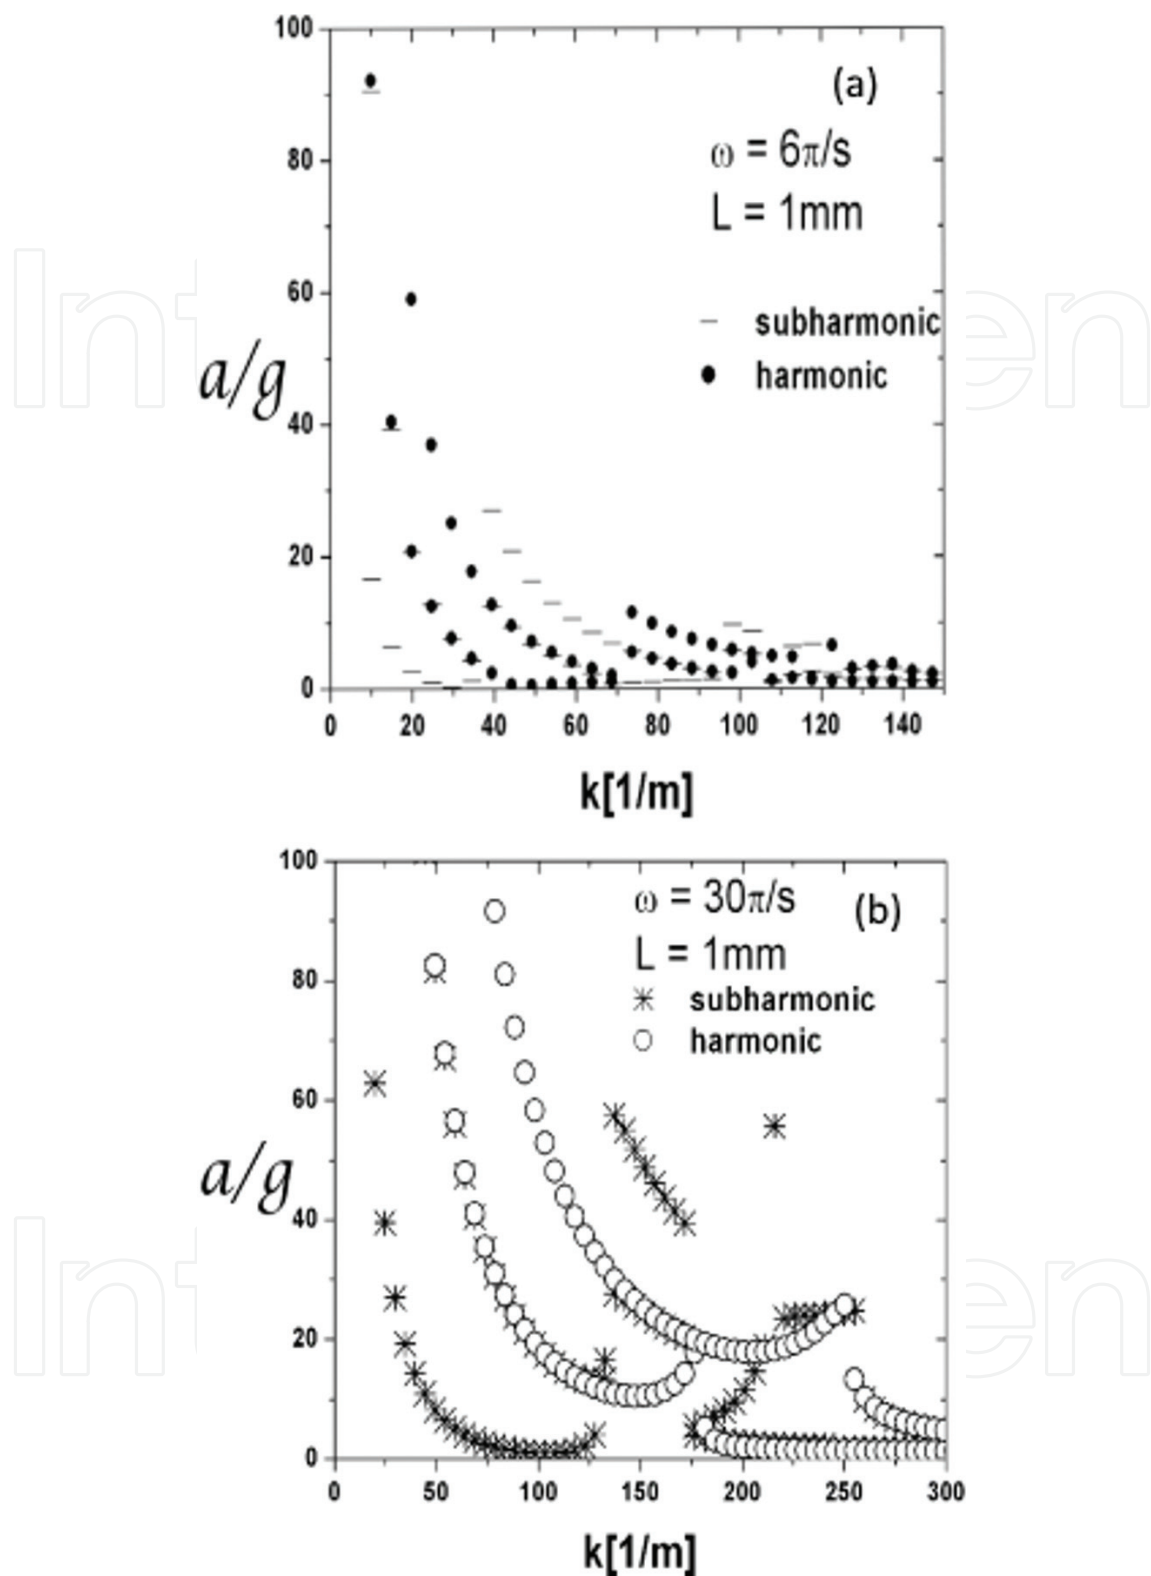 100
(a)
ω = 6π/s
80
L = 1mm
60
subharmonic
a/g
harmonic
40
20
0
0 20 40 60 80 100 120 140
k[1/m]
100
ω = 30π/s (b)
L = 1mm
80
subharmonic
harmonic
60
a/g
40
20
0
0 50 100 150 200 250 300
k[1/m]